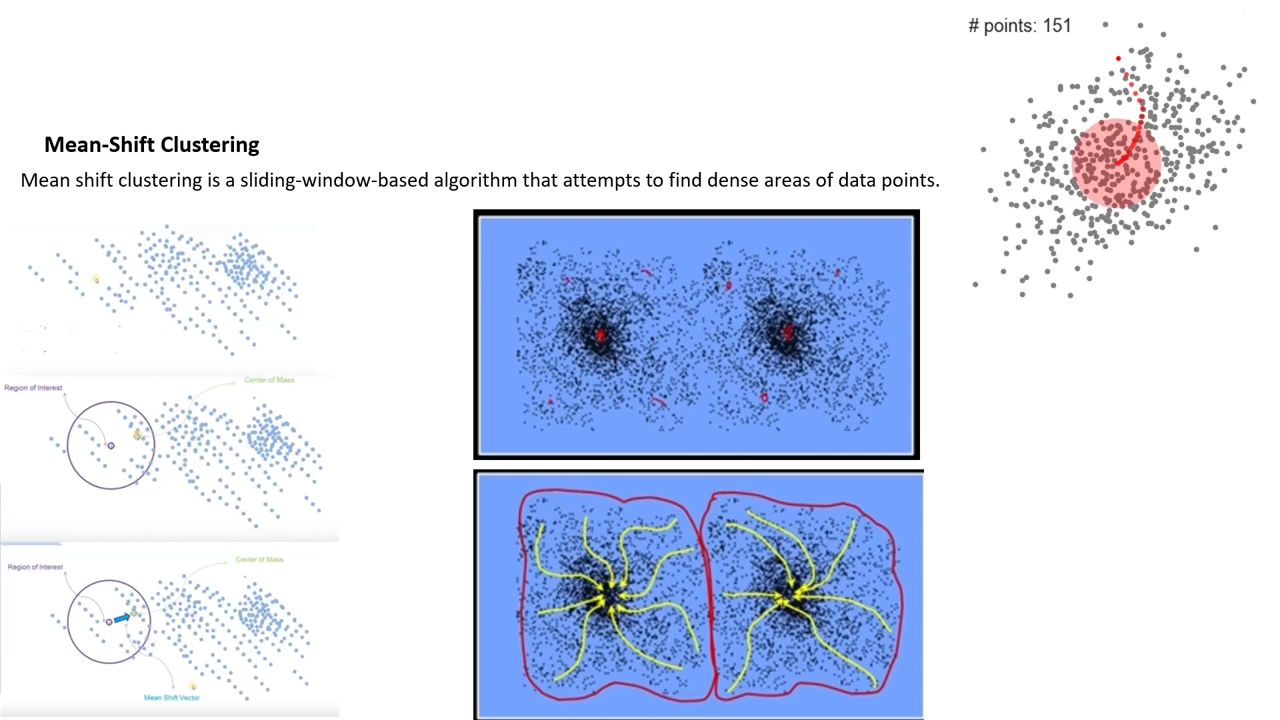 # points: 151
Mean-Shift Clustering
Mean shift clustering is a sliding-window-based algorithm that attempts to find dense areas of data points.
Region of Interest
Center of Mass
Region of Interest
Center of Mass
Mean Shift Vector